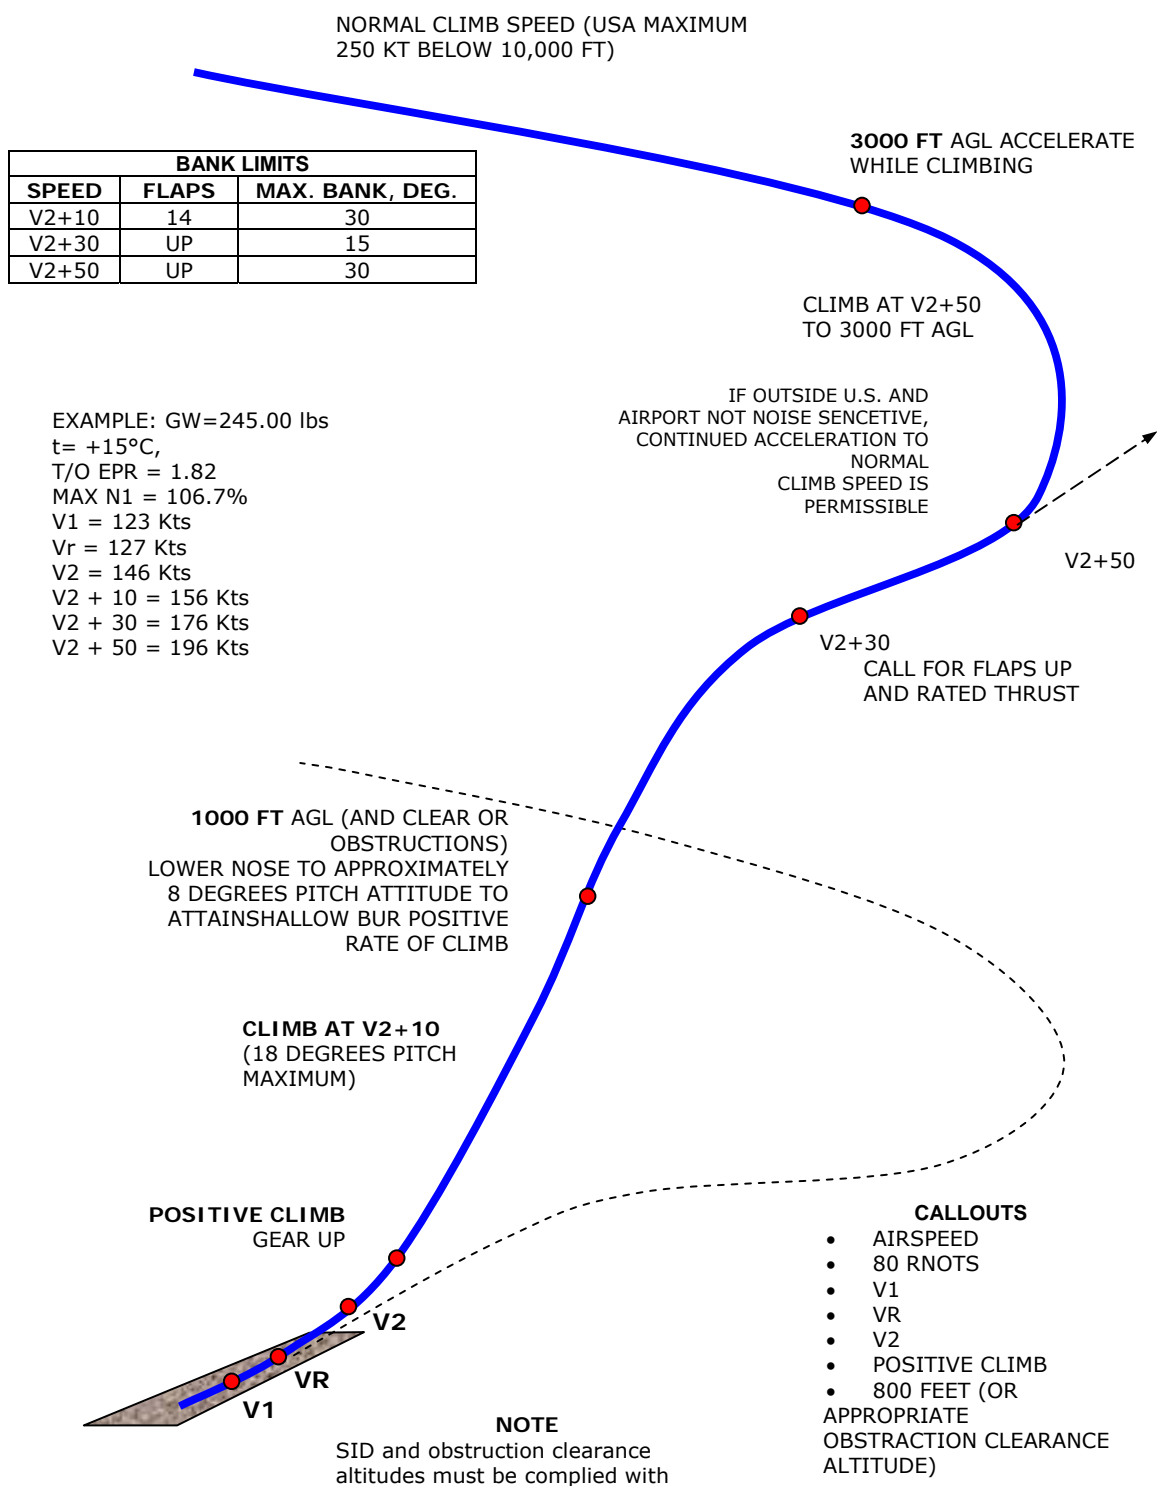 NORMAL CLIMB SPEED (USA MAXIMUM
250 KT BELOW 10,000 FT)
3000 FT AGL ACCELERATE
WHILE CLIMBING
BANK LIMITS
SPEED FLAPS MAX. BANK, DEG.
V2+10 14 30
V2+30 UP 15
V2+50 UP 30
CLIMB AT V2+50
TO 3000 FT AGL
IF OUTSIDE U.S. AND
AIRPORT NOT NOISE SENCETIVE,
CONTINUED ACCELERATION TO
NORMAL
CLIMB SPEED IS
PERMISSIBLE
EXAMPLE: GW=245.00 lbs
t= +15°C,
T/O EPR = 1.82
MAX N1 = 106.7%
V1 = 123 Kts
Vr = 127 Kts
V2 = 146 Kts
V2 + 10 = 156 Kts
V2 + 30 = 176 Kts
V2 + 50 = 196 Kts
V2+50
V2+30
CALL FOR FLAPS UP
AND RATED THRUST
1000 FT AGL (AND CLEAR OR
OBSTRUCTIONS)
LOWER NOSE TO APPROXIMATELY
8 DEGREES PITCH ATTITUDE TO
ATTAINSHALLOW BUR POSITIVE
RATE OF CLIMB
CLIMB AT V2+10
(18 DEGREES PITCH
MAXIMUM)
POSITIVE CLIMB
GEAR UP
V2
VR
V1
CALLOUTS
• AIRSPEED
• 80 RNOTS
• V1
• VR
• V2
• POSITIVE CLIMB
• 800 FEET (OR
APPROPRIATE
OBSTRACTION CLEARANCE
ALTITUDE)
NOTE
SID and obstruction clearance
altitudes must be complied with